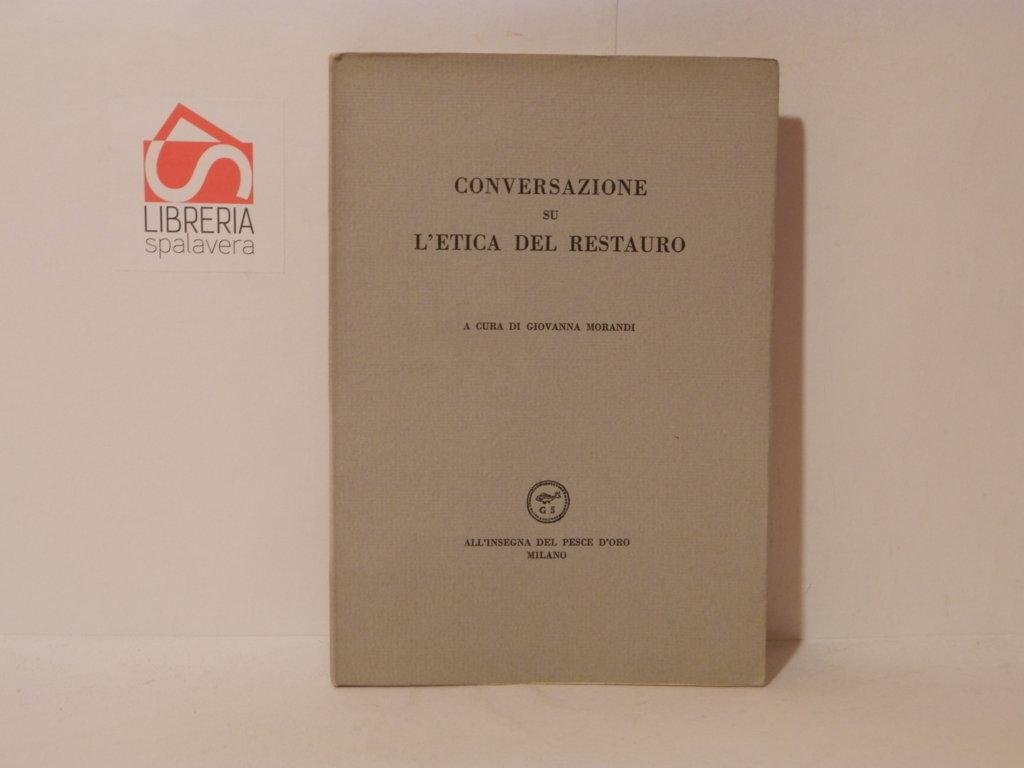 LIBRERIA
spalavera
CONVERSAZIONE
SU
L'ETICA DEL RESTAURO
A CURA DI GIOVANNA MORANDI
G S
ALL'INSEGNA DEL PESCE D'ORO
MILANO